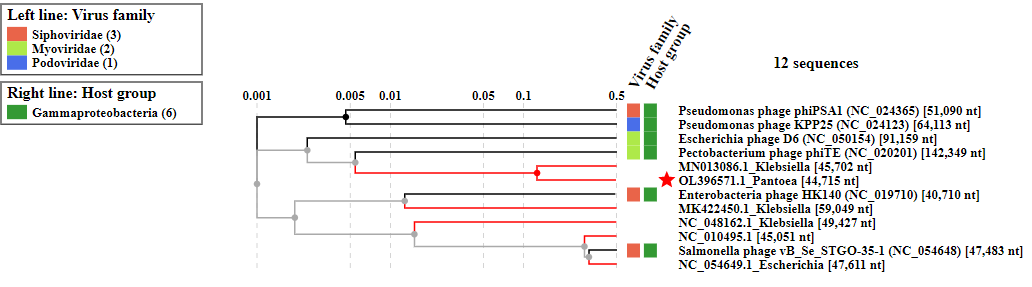 Left line: Virus family
Siphoviridae (3)
Myoviridae (2)
Podoviridae (1)
Right line: Host group
Gammaproteobacteria (6)
Virus family
Host group
12 sequences
0.001 0.005 0.01 0.05 0.1 0.5
Pseudomonas phage phiPSA1 (NC_024365) [51,090 nt]
Pseudomonas phage KPP25 (NC_024123) [64,113 nt]
Escherichia phage D6 (NC_050154) [91,159 nt]
Pectobacterium phage phiTE (NC_020201) [142,349 nt]
MN013086.1_Klebsiella [45,702 nt]
OL396571.1_Pantoea [44,715 nt]
Enterobacteria phage HK140 (NC_019710) [40,710 nt]
MK422450.1_Klebsiella [59,049 nt]
NC_048162.1_Klebsiella [49,427 nt]
NC_010495.1 [45,051 nt]
Salmonella phage vB_Se_STGO-35-1 (NC_054648) [47,483 nt]
NC_054649.1_Escherichia [47,611 nt]